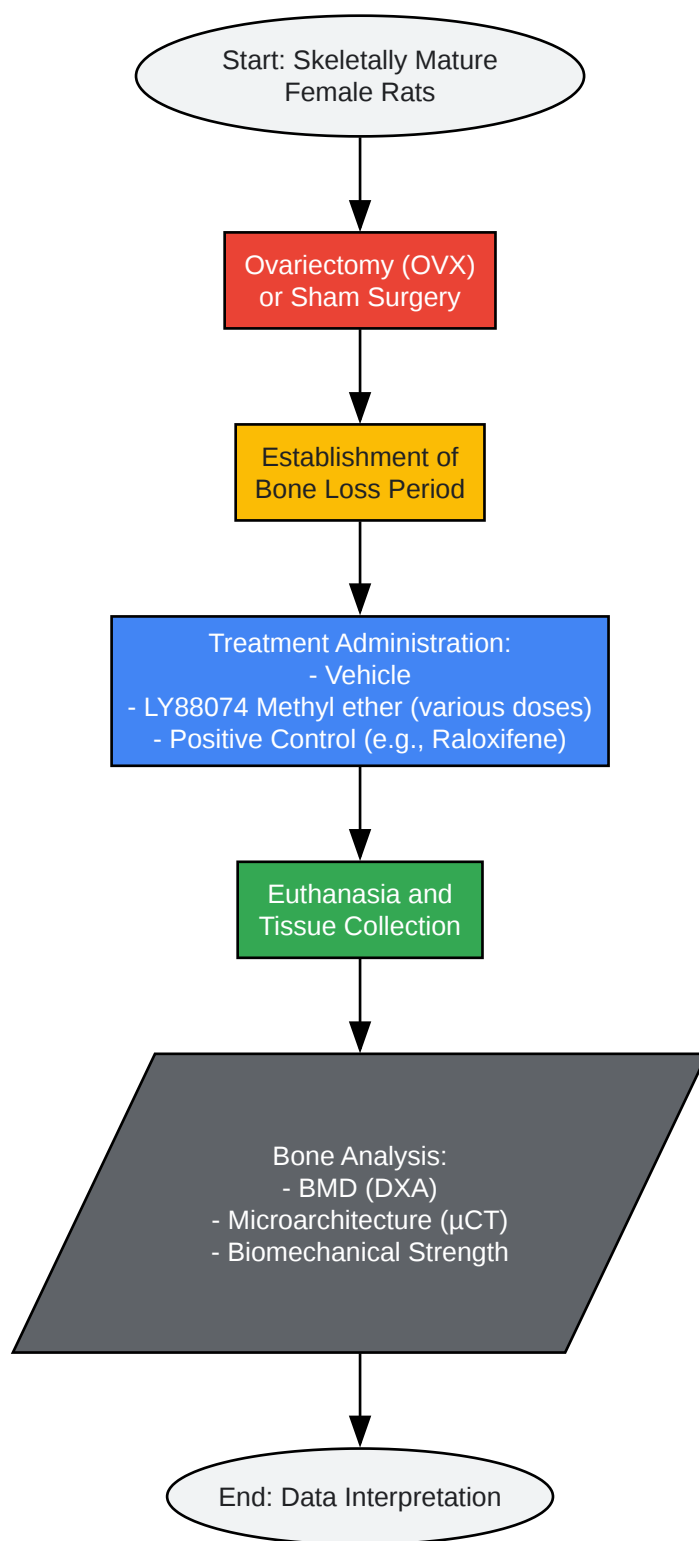 Start: Skeletally Mature
Female Rats
Ovariectomy (OVX)
or Sham Surgery
Establishment of
Bone Loss Period
Treatment Administration:
- Vehicle
- LY88074 Methyl ether (various doses)
- Positive Control (e.g., Raloxifene)
Euthanasia and
Tissue Collection
Bone Analysis:
- BMD (DXA)
- Microarchitecture (µCT)
- Biomechanical Strength
End: Data Interpretation